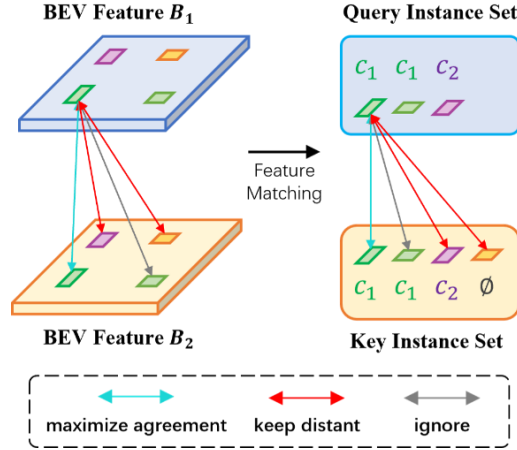 BEV Feature B₁
Query Instance Set
c₁ c₁ c₂
Feature
Matching
c₁ c₁ c₂ ∅
BEV Feature B₂
Key Instance Set
maximize agreement
keep distant
ignore